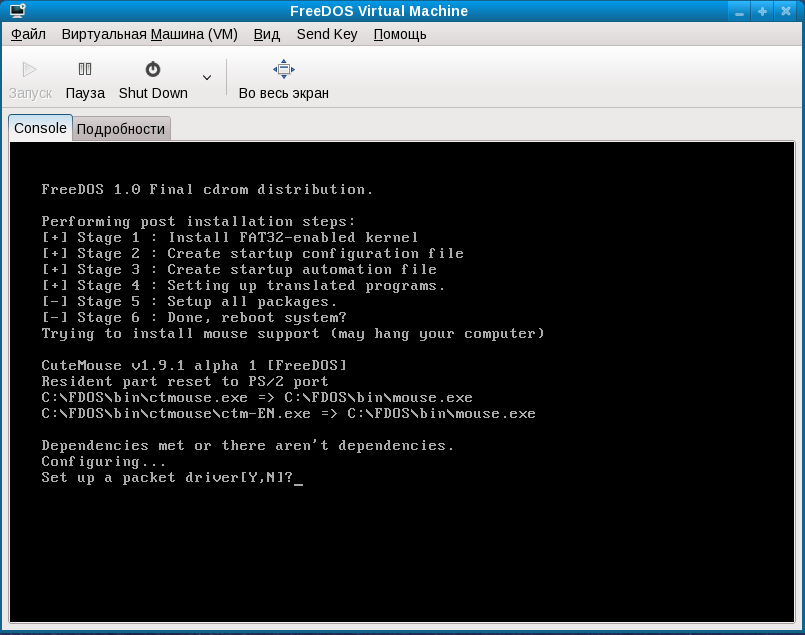 FreeDOS Virtual Machine
Файл Виртуальная Машина (VM) Вид Send Key Помощь
Запуск Пауза Shut Down Во весь экран
Console Подробности
FreeDOS 1.0 Final cdrom distribution.
Performing post installation steps:
[+] Stage 1 : Install FAT32-enabled kernel
[+] Stage 2 : Create startup configuration file
[+] Stage 3 : Create startup automation file
[+] Stage 4 : Setting up translated programs.
[-] Stage 5 : Setup all packages.
[-] Stage 6 : Done, reboot system?
Trying to install mouse support (may hang your computer)
CuteMouse v1.9.1 alpha 1 [FreeDOS]
Resident part reset to PS/2 port
C:\FDOS\bin\ctmouse.exe => C:\FDOS\bin\mouse.exe
C:\FDOS\bin\ctmouse\ctm-EN.exe => C:\FDOS\bin\mouse.exe
Dependencies met or there aren't dependencies.
Configuring...
Set up a packet driver[Y,N]?_